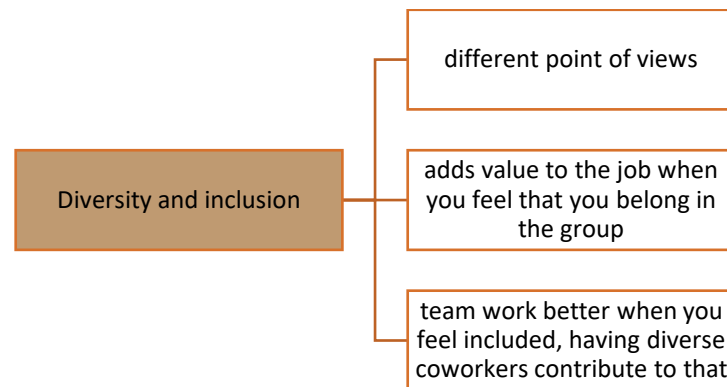 different point of views
Diversity and inclusion
adds value to the job when
you feel that you belong in
the group
team work better when you
feel included, having diverse
coworkers contribute to that